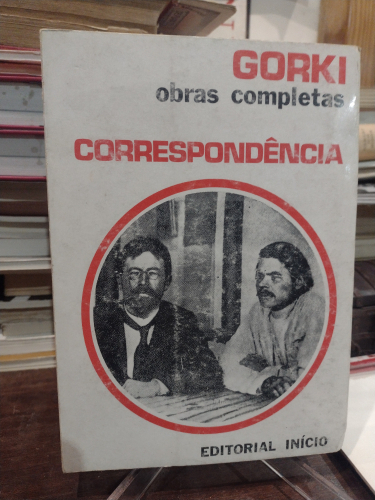 GORKI
obras completas
CORRESPONDÊNCIA
EDITORIAL INÍCIO